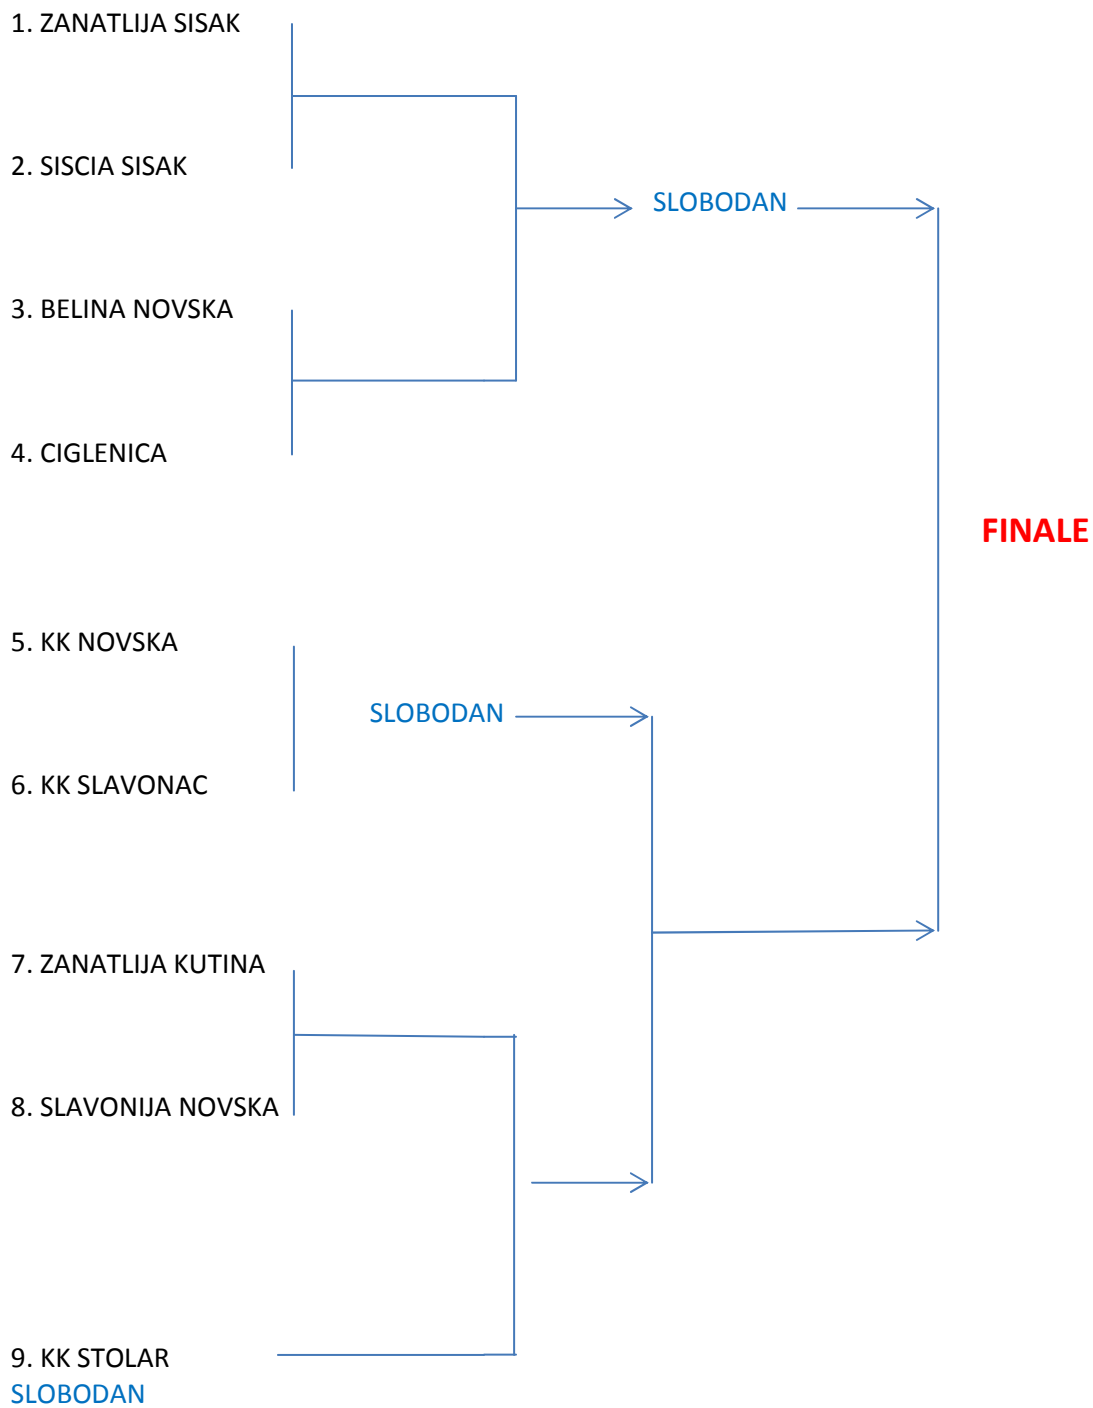 1. ZANATLIJA SISAK
2. SISCIA SISAK
SLOBODAN
3. BELINA NOVSKA
4. CIGLENICA
FINALE
5. KK NOVSKA
SLOBODAN
6. KK SLAVONAC
7. ZANATLIJA KUTINA
8. SLAVONIJA NOVSKA
9. KK STOLAR
SLOBODAN